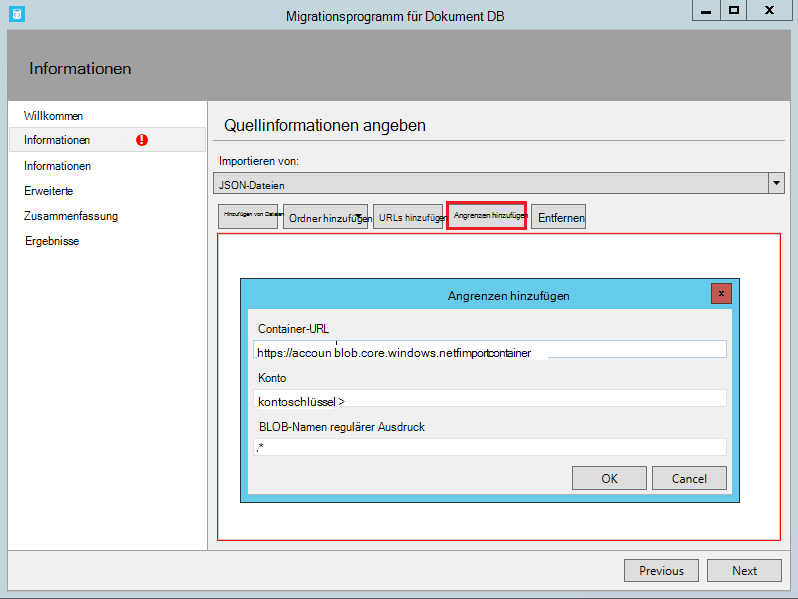 Migrationsprogramm für Dokument DB
Informationen
Willkommen
Informationen
Informationen
Erweiterte
Zusammenfassung
Ergebnisse
Quellinformationen angeben
Importieren von:
JSON-Dateien
Hinzufügen von Dateien
Ordner hinzufügen
URLs hinzufügen
Angrenzen hinzufügen
Entfernen
Angrenzen hinzufügen
x
Container-URL
https://accoun blob.core.windows.netfimportcontainer
Konto
kontoschlüssel >
BLOB-Namen regulärer Ausdruck
.*
OK
Cancel
Previous
Next